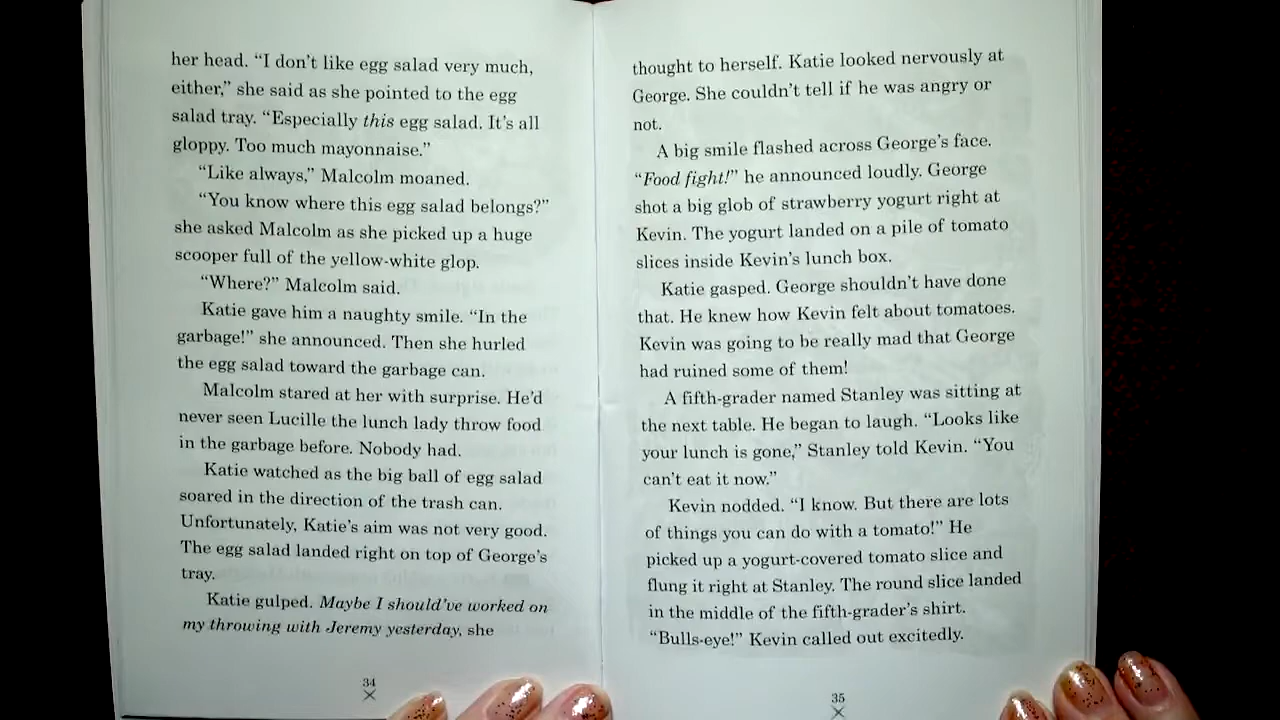 her head. “I don’t like egg salad very much,
either,” she said as she pointed to the egg
salad tray. “Especially this egg salad. It’s all
gloppy. Too much mayonnaise.”
“Like always,” Malcolm moaned.
“You know where this egg salad belongs?”
she asked Malcolm as she picked up a huge
scooper full of the yellow-white glop.
“Where?” Malcolm said.
Katie gave him a naughty smile. “In the
garbage!” she announced. Then she hurled
the egg salad toward the garbage can.
Malcolm stared at her with surprise. He’d
never seen Lucille the lunch lady throw food
in the garbage before. Nobody had.
Katie watched as the big ball of egg salad
soared in the direction of the trash can.
Unfortunately, Katie’s aim was not very good.
The egg salad landed right on top of George’s
tray.
Katie gulped. Maybe I should’ve worked on
my throwing with Jeremy yesterday, she
34
thought to herself. Katie looked nervously at
George. She couldn’t tell if he was angry or
not.
A big smile flashed across George’s face.
“Food fight!” he announced loudly. George
shot a big glob of strawberry yogurt right at
Kevin. The yogurt landed on a pile of tomato
slices inside Kevin’s lunch box.
Katie gasped. George shouldn’t have done
that. He knew how Kevin felt about tomatoes.
Kevin was going to be really mad that George
had ruined some of them!
A fifth-grader named Stanley was sitting at
the next table. He began to laugh. “Looks like
your lunch is gone,” Stanley told Kevin. “You
can’t eat it now.”
Kevin nodded. “I know. But there are lots
of things you can do with a tomato!” He
picked up a yogurt-covered tomato slice and
flung it right at Stanley. The round slice landed
in the middle of the fifth-grader’s shirt.
“Bulls-eye!” Kevin called out excitedly.
35